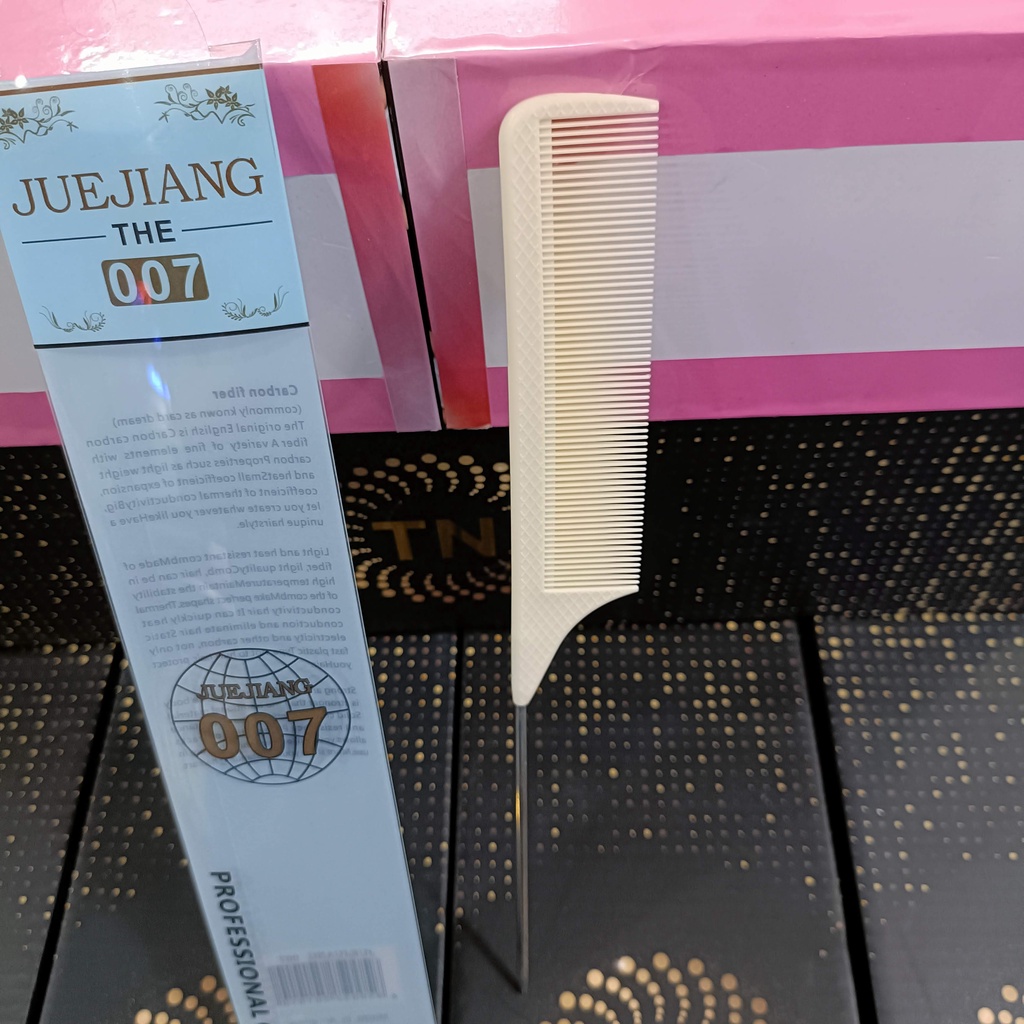 JUEJIANG
THE
007
Carbon fiber
(commonly known as card dream)
The original English is Carbon carbon
fiber A variety of fine elements with
carbon Properties such as light weight
and heatSmall coefficient of expansion,
coefficient of thermal conductivityBig,
let you create whatever you likeHave a
unique hairstyle.
Light and heat resistant combMade of
fiber, light qualityComb, hair can be in
high temperatureMaintain the stability
of the combMake perfect shapes.Thermal
conductivity hair It can quickly heat
conduction and eliminate hair Static
electricity and other carbon, not only
fast plastic
protect
JUEJIANG
007
PROFESSIONAL
TN